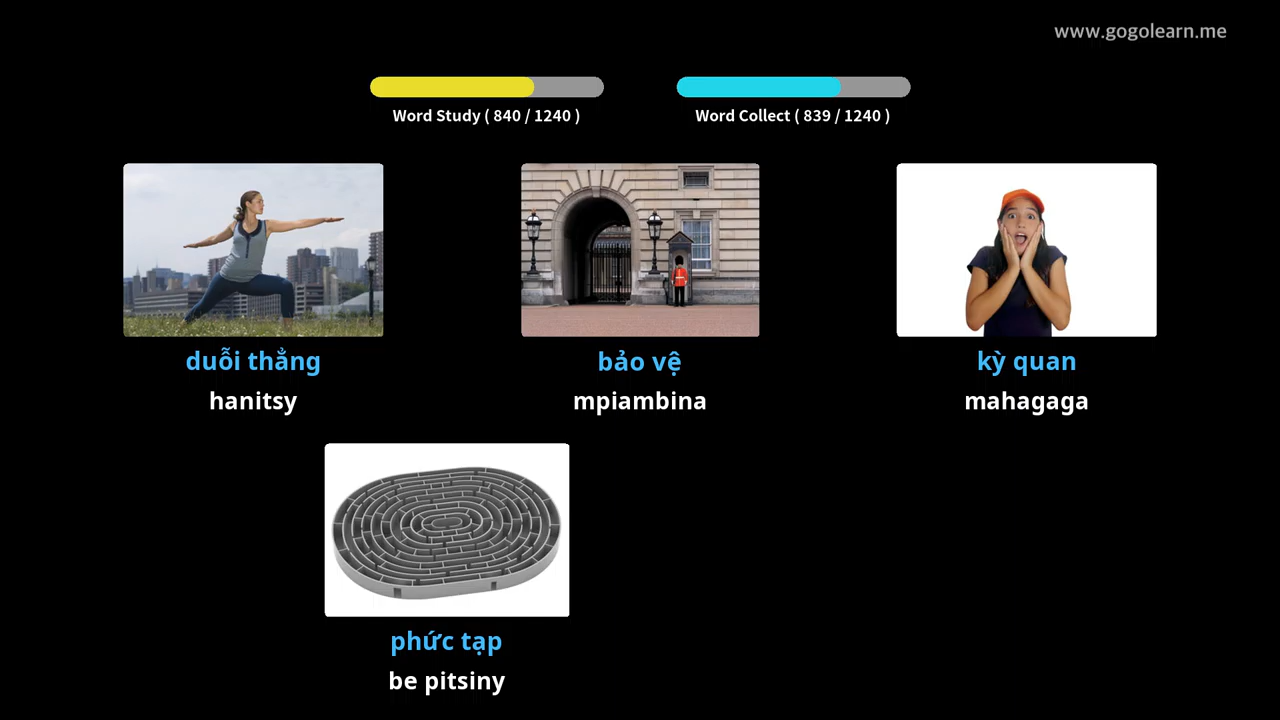 www.gogolearn.me
Word Study ( 840 / 1240 )
Word Collect ( 839 / 1240 )
duỗi thẳng
hanitsy
bảo vệ
mpiambina
kỳ quan
mahagaga
phức tạp
be pitsiny